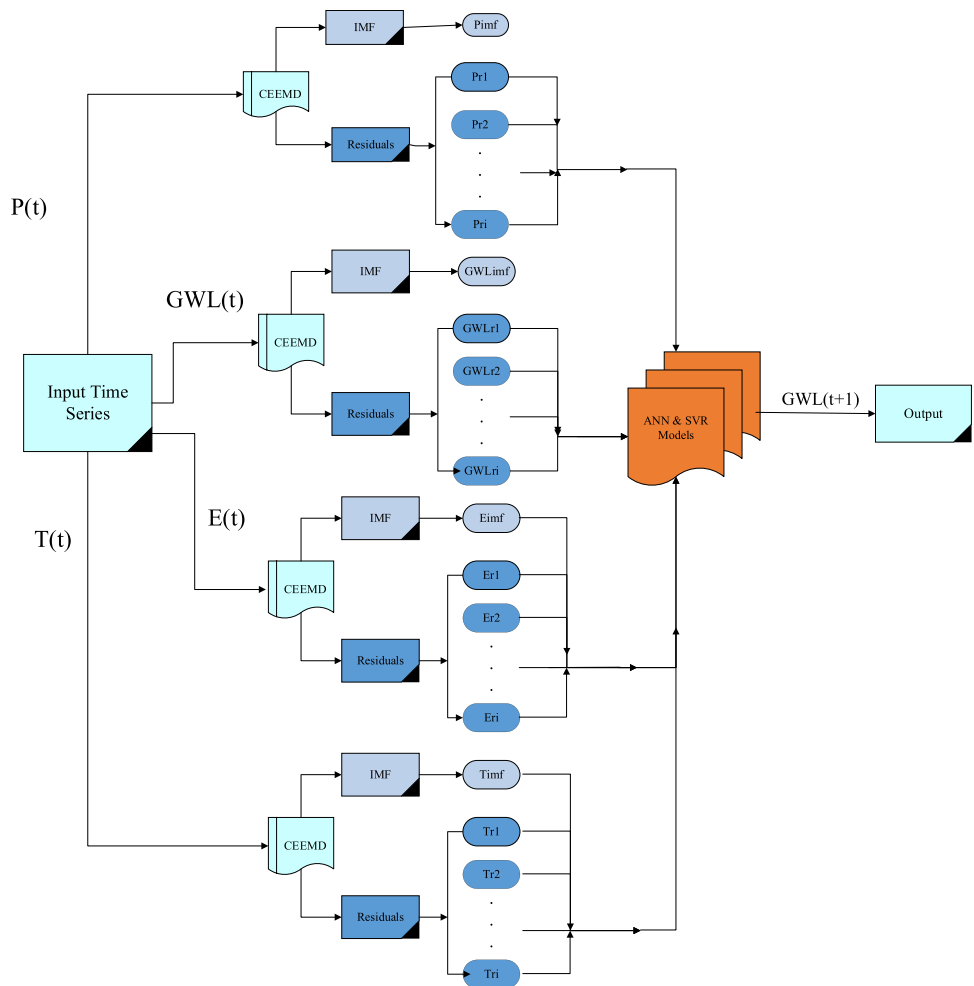 IMF
Pimf
CEEMD
Pr1
Pr2
Residuals
Pri
P(t)
IMF
GWLimf
GWL(t)
CEEMD
GWLr1
GWLr2
Residuals
GWLri
Input Time
Series
ANN & SVR
Models
GWL(t+1)
Output
T(t)
E(t)
IMF
Eimf
CEEMD
Er1
Er2
Residuals
Eri
IMF
Timf
CEEMD
Tr1
Tr2
Residuals
Tri